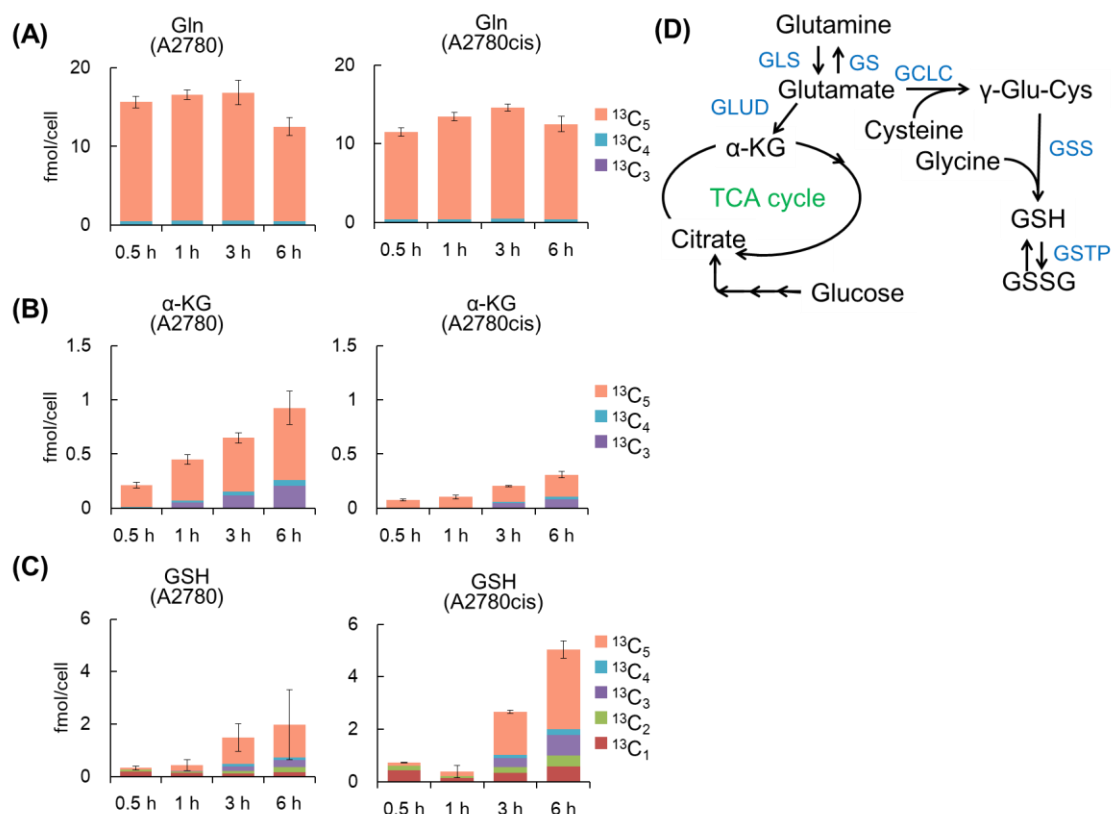 (A)
Gln
(A2780)
Gln
(A2780cis)
fmol/cell
20
10
0
0.5 h 1 h 3 h 6 h
20
10
0
0.5 h 1 h 3 h 6 h
¹³C₅
¹³C₄
¹³C₃
(B)
α-KG
(A2780)
α-KG
(A2780cis)
fmol/cell
1.5
1
0.5
0
0.5 h 1 h 3 h 6 h
1.5
1
0.5
0
0.5 h 1 h 3 h 6 h
¹³C₅
¹³C₄
¹³C₃
(C)
GSH
(A2780)
GSH
(A2780cis)
fmol/cell
6
4
2
0
0.5 h 1 h 3 h 6 h
6
4
2
0
0.5 h 1 h 3 h 6 h
¹³C₅
¹³C₄
¹³C₃
¹³C₂
¹³C₁
(D)
Glutamine
GLS GS
Glutamate GCLC γ-Glu-Cys
GLUD
Cysteine
α-KG
Glycine GSS
TCA cycle
GSH
Citrate
GSTP
GSSG
Glucose